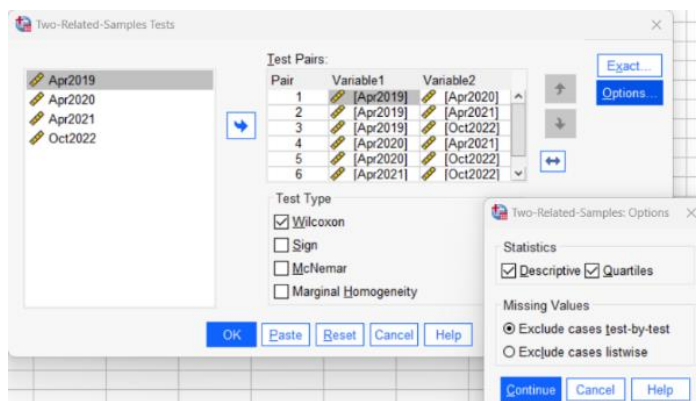 Two-Related-Samples Tests
Apr2019
Apr2020
Apr2021
Oct2022
Test Pairs:
Pair Variable1 Variable2
1 [Apr2019] [Apr2020]
2 [Apr2019] [Apr2021]
3 [Apr2019] [Oct2022]
4 [Apr2020] [Apr2021]
5 [Apr2020] [Oct2022]
6 [Apr2021] [Oct2022]
Exact...
Options...
Test Type
Wilcoxon
Sign
McNemar
Marginal Homogeneity
OK Paste Reset Cancel Help
Two-Related-Samples: Options
Statistics
Descriptive Quartiles
Missing Values
Exclude cases test-by-test
Exclude cases listwise
Continue Cancel Help